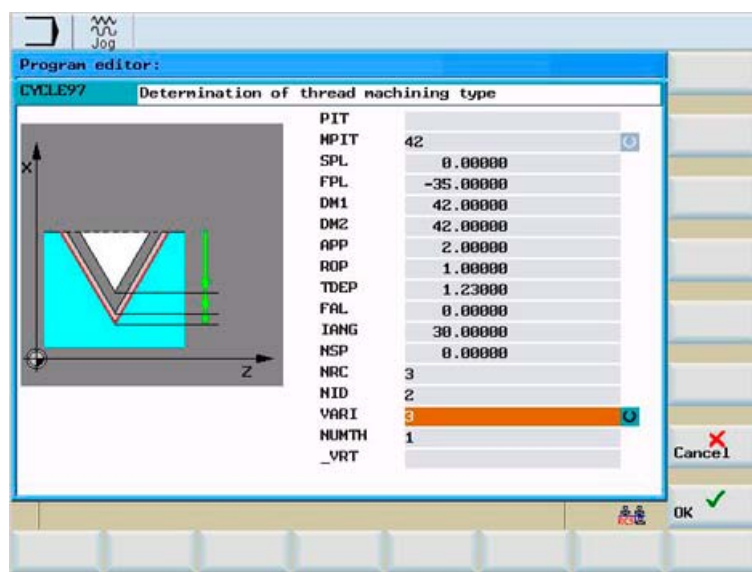 Jog
Program editor:
CYCLE97 Determination of thread machining type
PIT
MPIT 42
SPL 0.00000
FPL -35.00000
DM1 42.00000
DM2 42.00000
APP 2.00000
ROP 1.00000
TDEP 1.23000
FAL 0.00000
IANG 30.00000
NSP 0.00000
NRC 3
NID 2
VARI 3
NUMTH 1
_VRT
X
Z
Cancel
RCS
OK